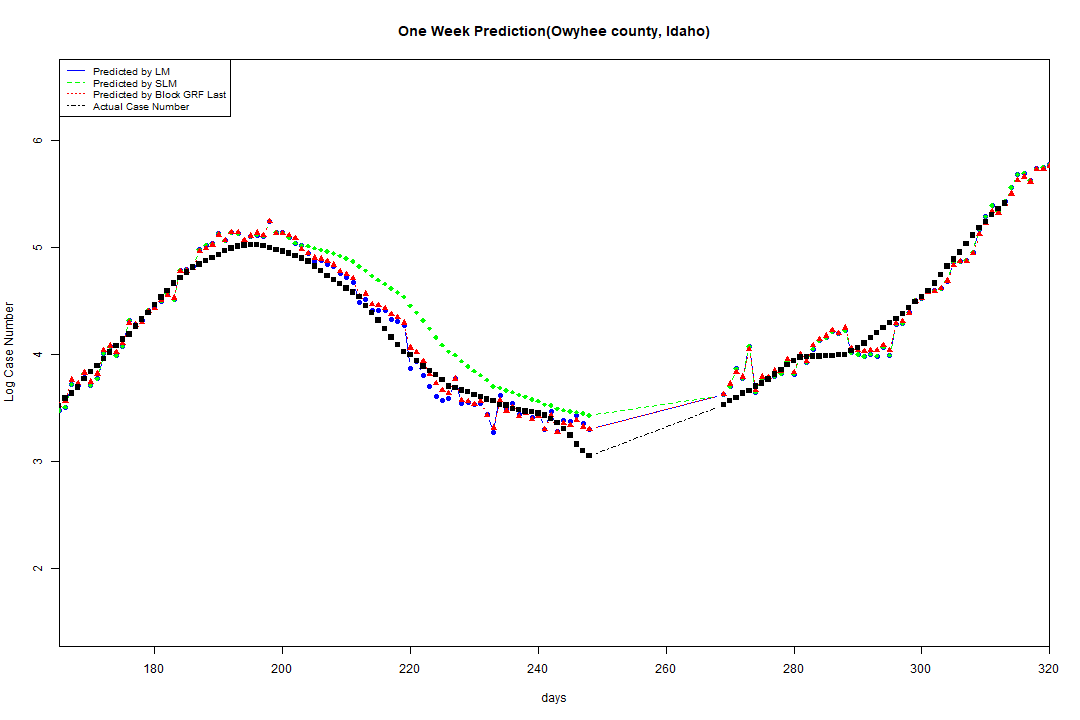 One Week Prediction(Owyhee county, Idaho)
Predicted by LM
Predicted by SLM
Predicted by Block GRF Last
Actual Case Number
Log Case Number
6
5
4
3
2
180 200 220 240 260 280 300 320
days